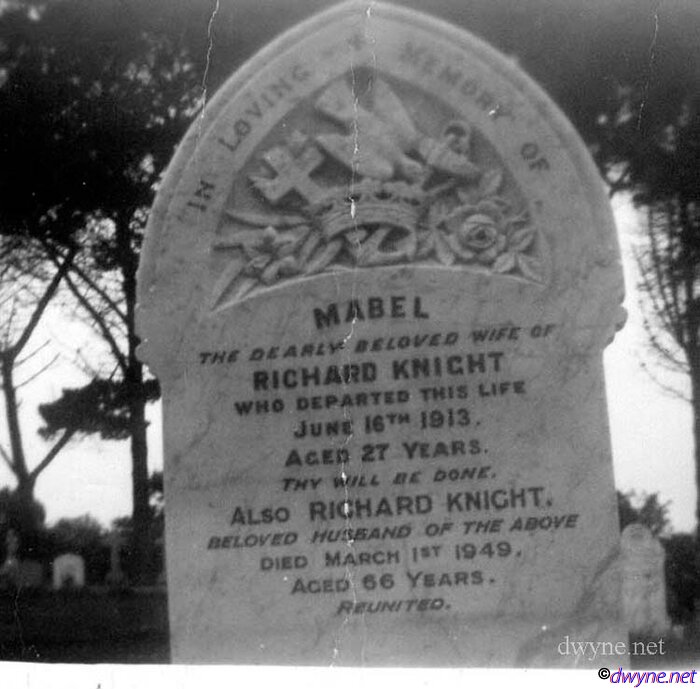 IN LOVING MEMORY OF
MABEL
THE DEARLY BELOVED WIFE OF
RICHARD KNIGHT
WHO DEPARTED THIS LIFE
JUNE 16TH 1913.
AGED 27 YEARS.
THY WILL BE DONE.
ALSO RICHARD KNIGHT.
BELOVED HUSBAND OF THE ABOVE
DIED MARCH 1ST 1949.
AGED 66 YEARS.
REUNITED.
dwyne.net
©dwyne.net